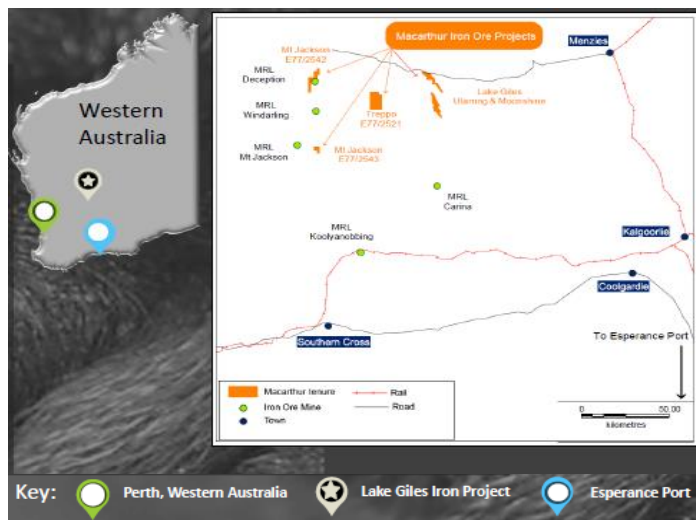 Western
Australia
Macarthur Iron Ore Projects
Mt Jackson
E77/2542
Menzies
MRL
Deception
Lake Giles
Ularring & Moonshine
MRL
Windarling
Treppo
E77/2521
MRL
Mt Jackson
Mt Jackson
E77/2543
MRL
Carina
Kalgoorlie
MRL
Koolyanobbing
Coolgardie
Southern Cross
To Esperance Port
Macarthur tenure
Rail
Iron Ore Mine
Road
Town
0
50.00
kilometres
Key:
Perth, Western Australia
Lake Giles Iron Project
Esperance Port